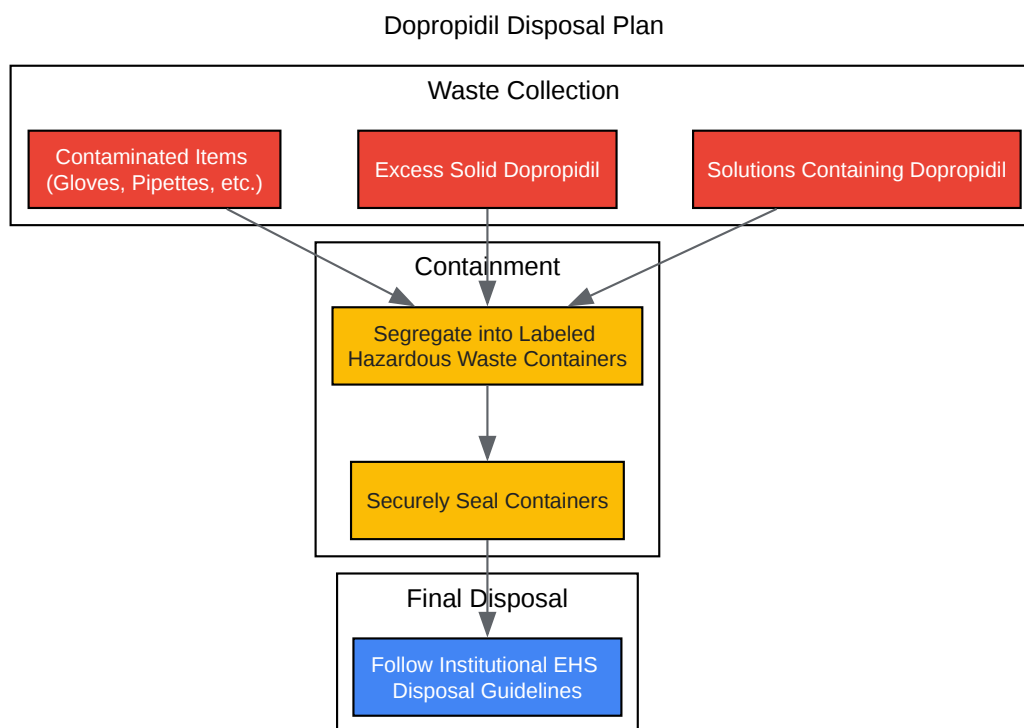 Dopropidil Disposal Plan
Waste Collection
Contaminated Items
(Gloves, Pipettes, etc.)
Excess Solid Dopropidil
Solutions Containing Dopropidil
Containment
Segregate into Labeled
Hazardous Waste Containers
Securely Seal Containers
Final Disposal
Follow Institutional EHS
Disposal Guidelines